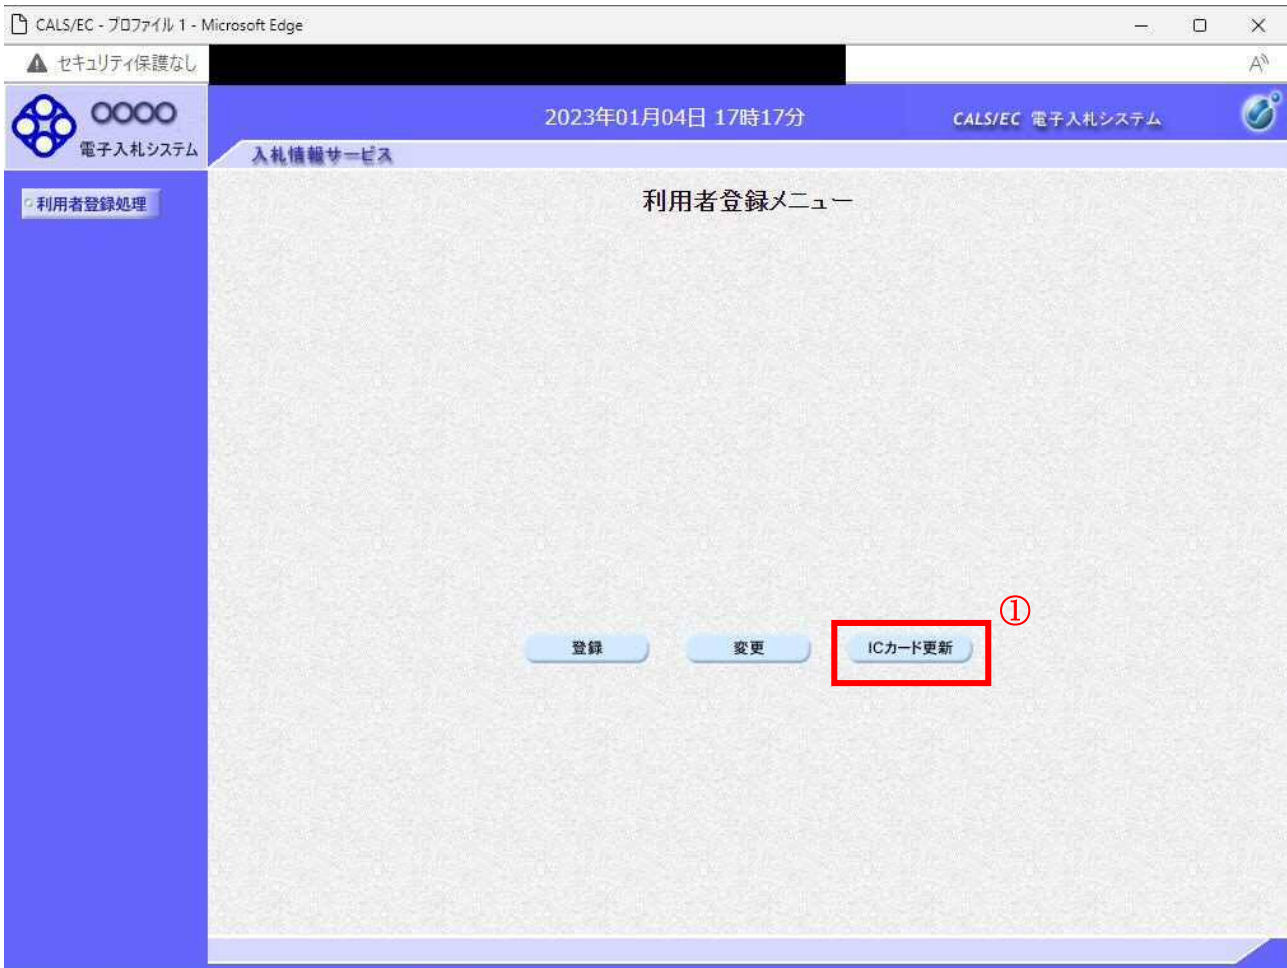 CALS/EC - プロファイル 1 - Microsoft Edge
セキュリティ保護なし
OOOO
電子入札システム
2023年01月04日 17時17分
CALS/EC 電子入札システム
入札情報サービス
利用者登録処理
利用者登録メニュー
①
登録 変更 ICカード更新